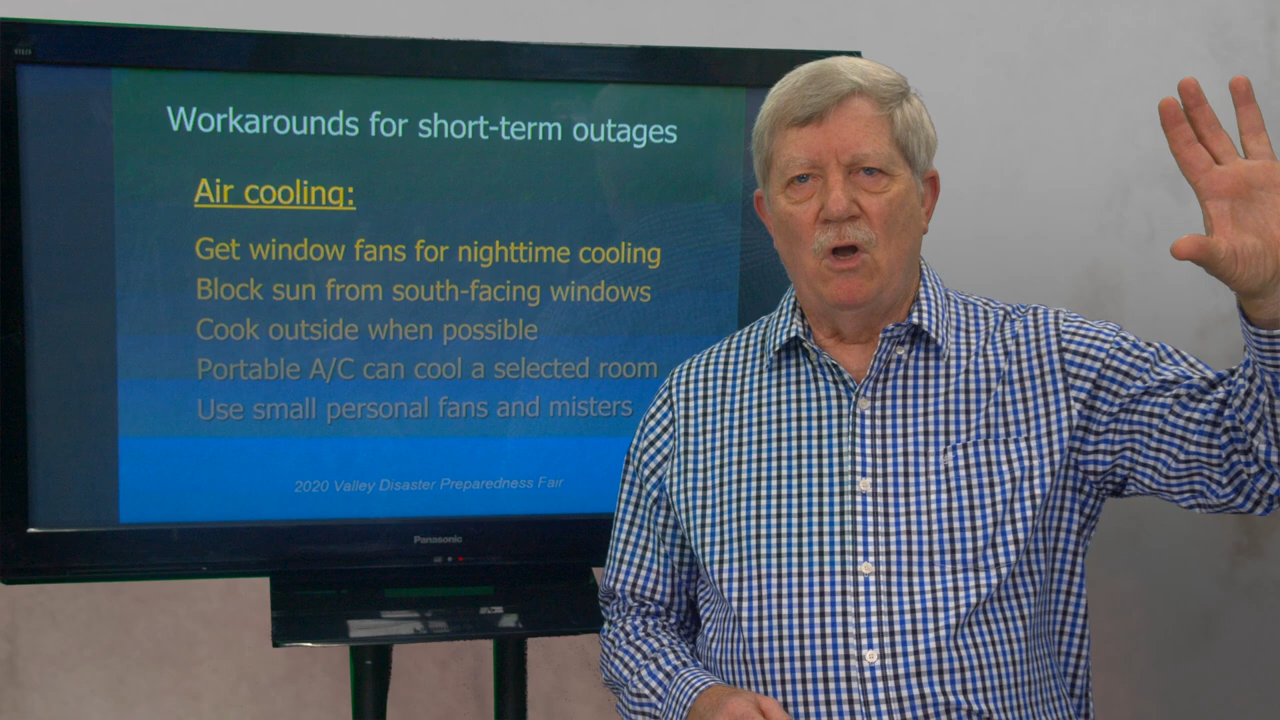 Workarounds for short-term outages
Air cooling:
Get window fans for nighttime cooling
Block sun from south-facing windows
Cook outside when possible
Portable A/C can cool a selected room
Use small personal fans and misters
2020 Valley Disaster Preparedness Fair
Panasonic